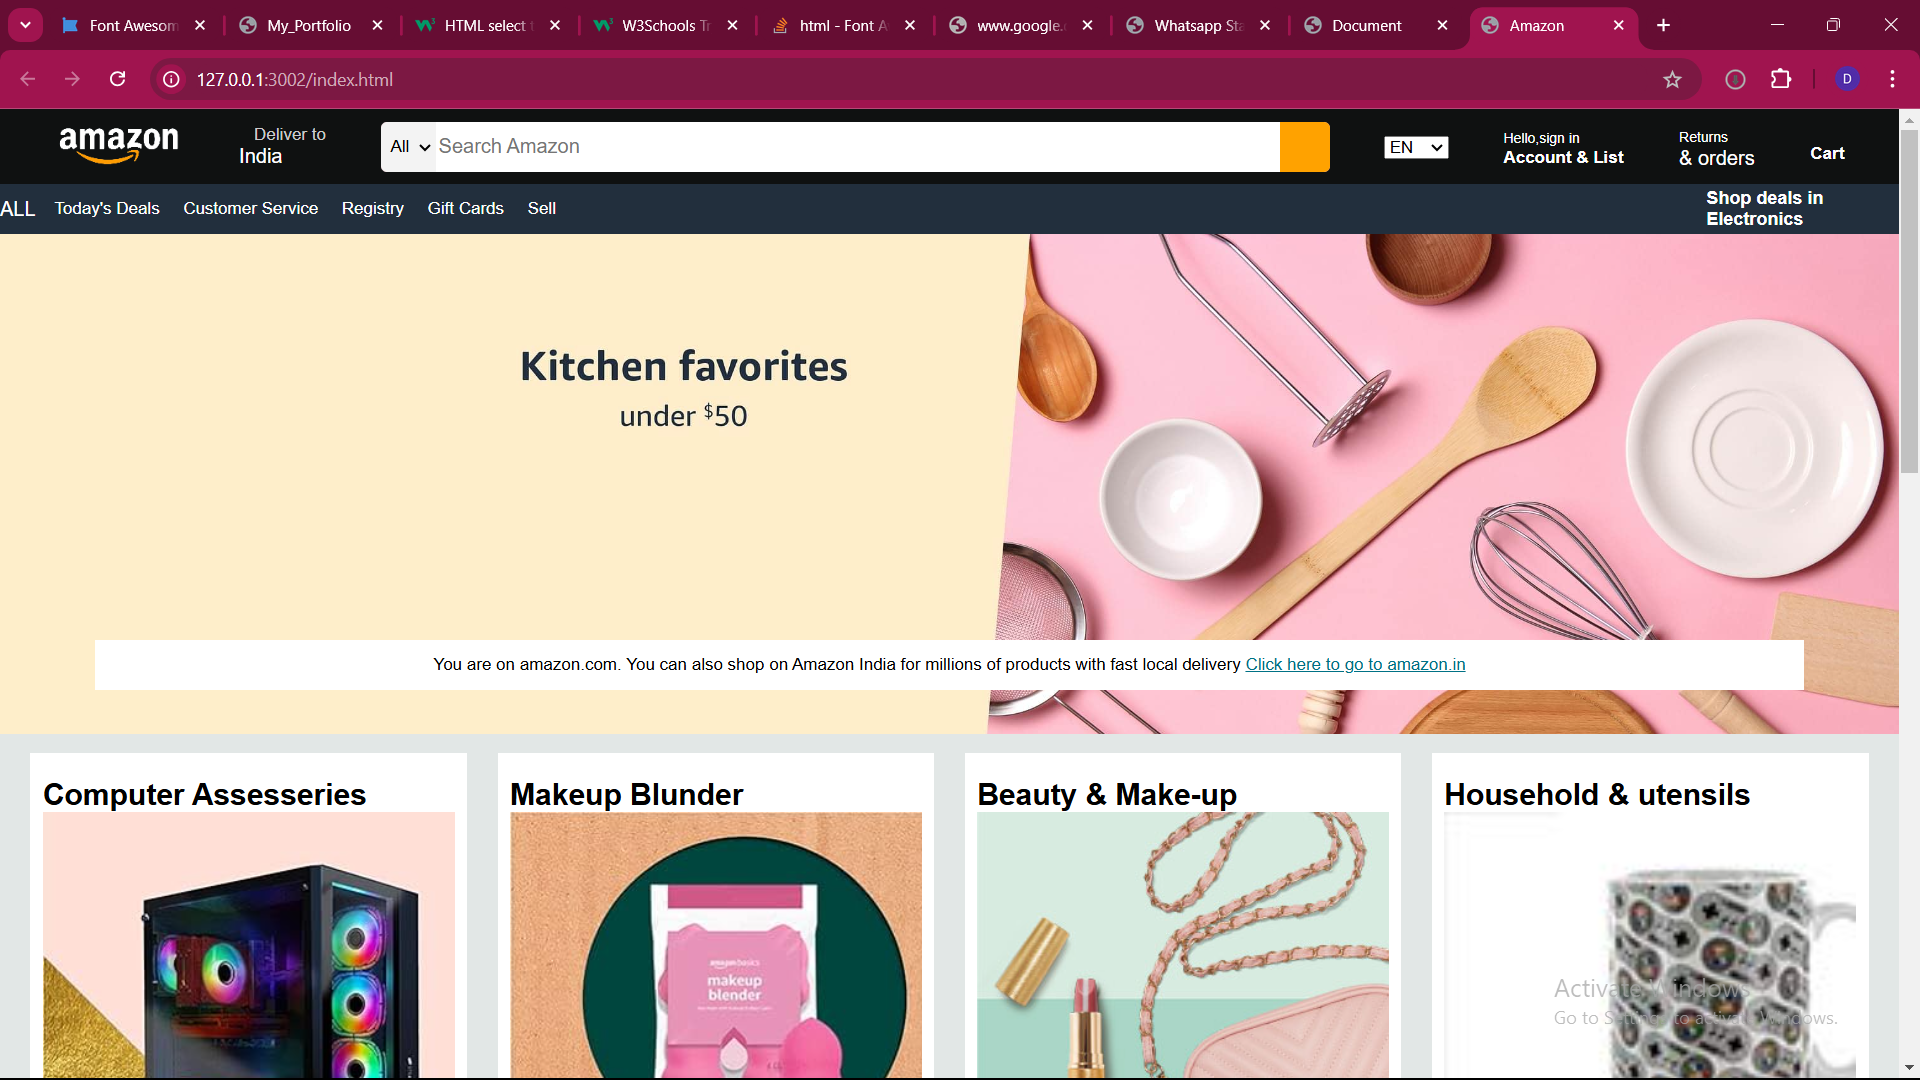 Font Awesom
My_Portfolio
HTML select t
W3Schools Tr
html - Font A
www.google.
Whatsapp Sta
Document
Amazon
127.0.0.1:3002/index.html
D
amazon
Deliver to
India
All
Search Amazon
EN
Hello,sign in
Account & List
Returns
& orders
Cart
ALL
Today's Deals
Customer Service
Registry
Gift Cards
Sell
Shop deals in
Electronics
Kitchen favorites
under $50
You are on amazon.com. You can also shop on Amazon India for millions of products with fast local delivery Click here to go to amazon.in
Computer Assesseries
Makeup Blunder
Beauty & Make-up
Household & utensils
amazon basics
makeup
blender
Activate Windows
Go to Settings to activate Windows.